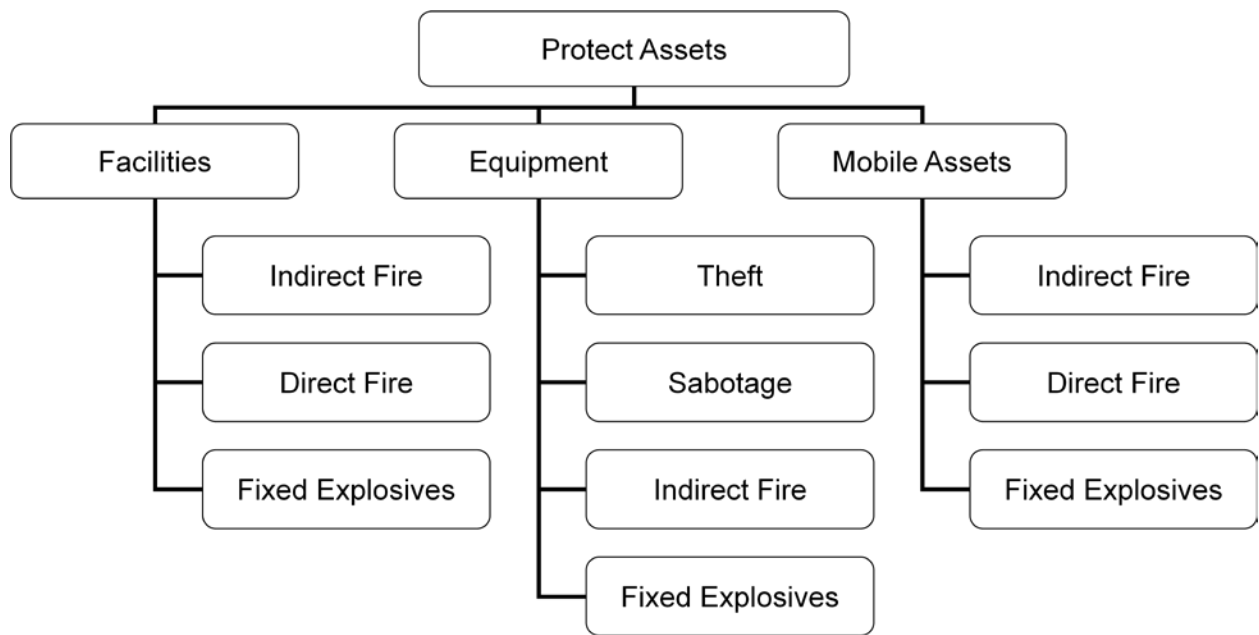 Protect Assets
Facilities
Equipment
Mobile Assets
Indirect Fire
Theft
Indirect Fire
Direct Fire
Sabotage
Direct Fire
Fixed Explosives
Indirect Fire
Fixed Explosives
Fixed Explosives